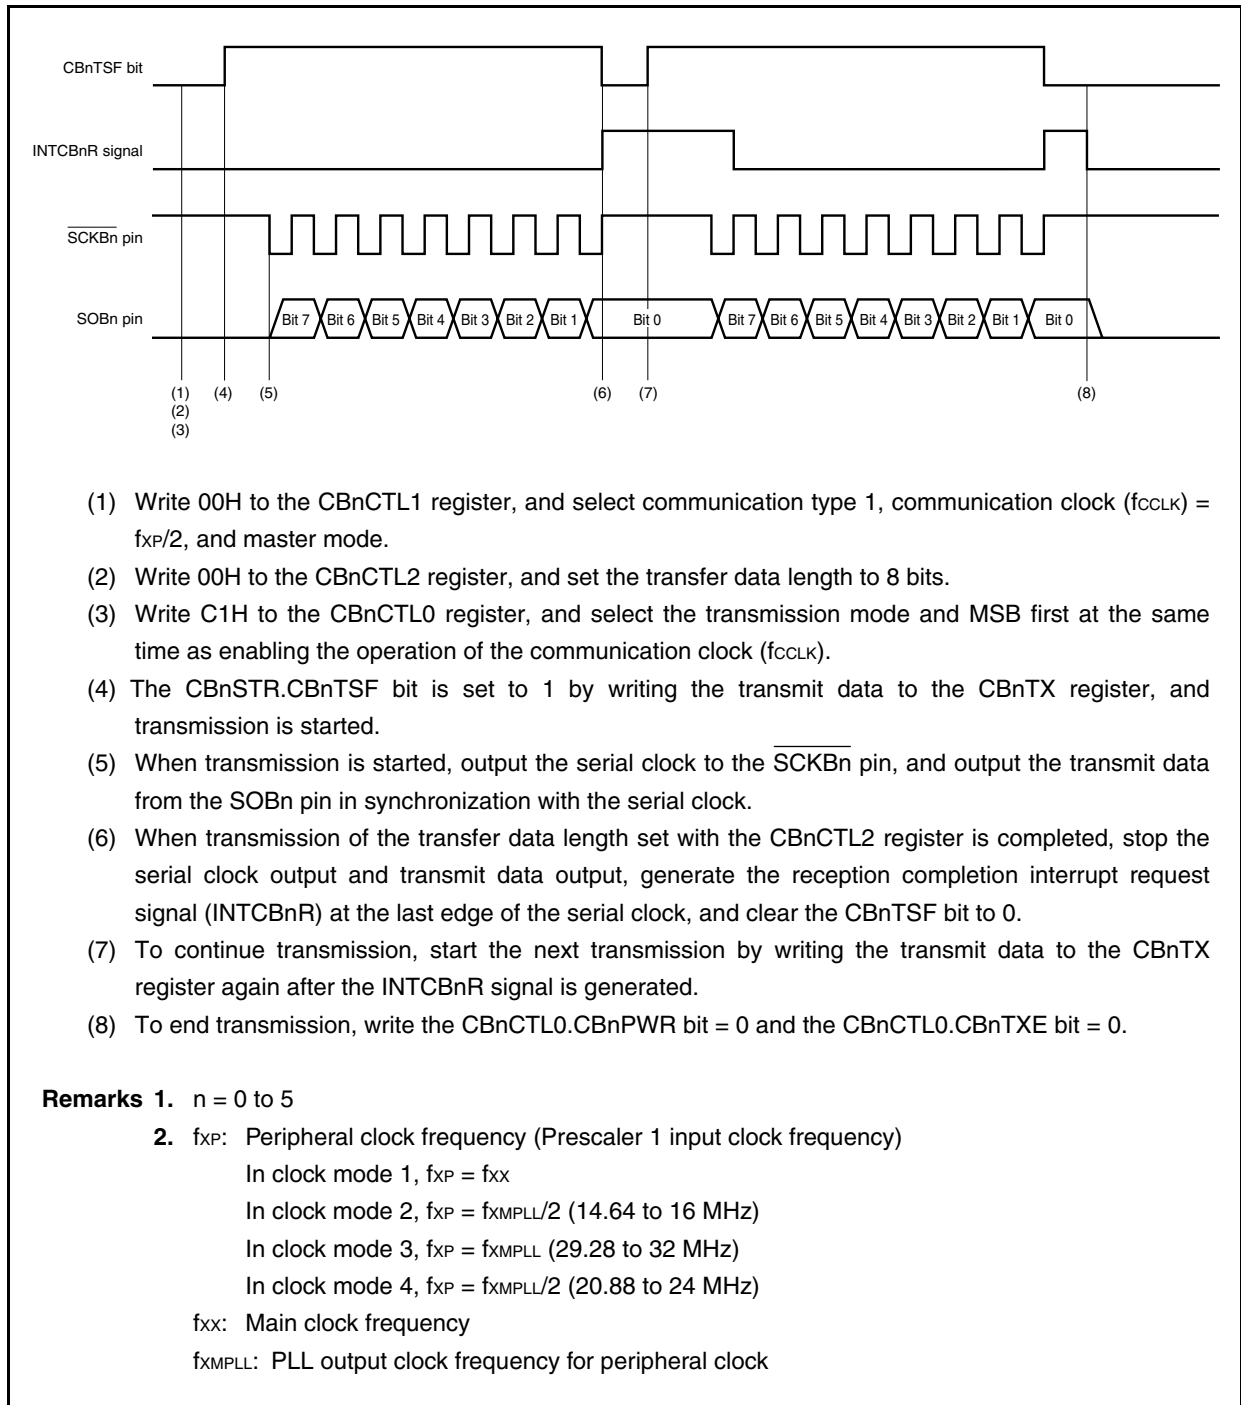 CBnTSF bit
INTCBnR signal
SCKBn pin
SOBn pin
Bit 7 Bit 6 Bit 5 Bit 4 Bit 3 Bit 2 Bit 1 Bit 0 Bit 7 Bit 6 Bit 5 Bit 4 Bit 3 Bit 2 Bit 1 Bit 0
(1) (4) (5) (6) (7) (8)
(2)
(3)
(1) Write 00H to the CBnCTL1 register, and select communication type 1, communication clock (fCCLK) =
fXP/2, and master mode.
(2) Write 00H to the CBnCTL2 register, and set the transfer data length to 8 bits.
(3) Write C1H to the CBnCTL0 register, and select the transmission mode and MSB first at the same
time as enabling the operation of the communication clock (fCCLK).
(4) The CBnSTR.CBnTSF bit is set to 1 by writing the transmit data to the CBnTX register, and
transmission is started.
(5) When transmission is started, output the serial clock to the SCKBn pin, and output the transmit data
from the SOBn pin in synchronization with the serial clock.
(6) When transmission of the transfer data length set with the CBnCTL2 register is completed, stop the
serial clock output and transmit data output, generate the reception completion interrupt request
signal (INTCBnR) at the last edge of the serial clock, and clear the CBnTSF bit to 0.
(7) To continue transmission, start the next transmission by writing the transmit data to the CBnTX
register again after the INTCBnR signal is generated.
(8) To end transmission, write the CBnCTL0.CBnPWR bit = 0 and the CBnCTL0.CBnTXE bit = 0.
Remarks 1. n = 0 to 5
2. fXP: Peripheral clock frequency (Prescaler 1 input clock frequency)
In clock mode 1, fXP = fXX
In clock mode 2, fXP = fXMPLL/2 (14.64 to 16 MHz)
In clock mode 3, fXP = fXMPLL (29.28 to 32 MHz)
In clock mode 4, fXP = fXMPLL/2 (20.88 to 24 MHz)
fXX: Main clock frequency
fXMPLL: PLL output clock frequency for peripheral clock